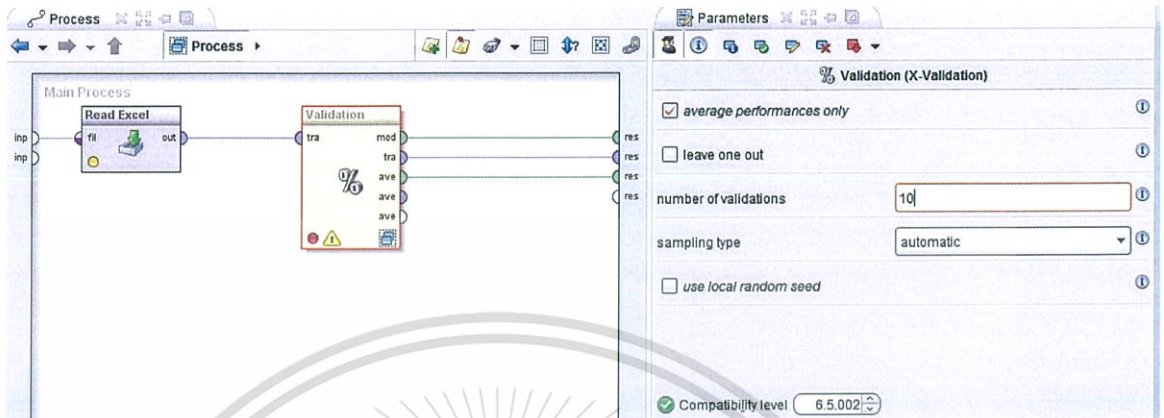 Process
Process
Main Process
Read Excel
inp
fil
out
inp
Validation
tra
mod
tra
ave
ave
ave
%
res
res
res
res
Parameters
% Validation (X-Validation)
average performances only
leave one out
number of validations
10
sampling type
automatic
use local random seed
Compatibility level
6.5.002